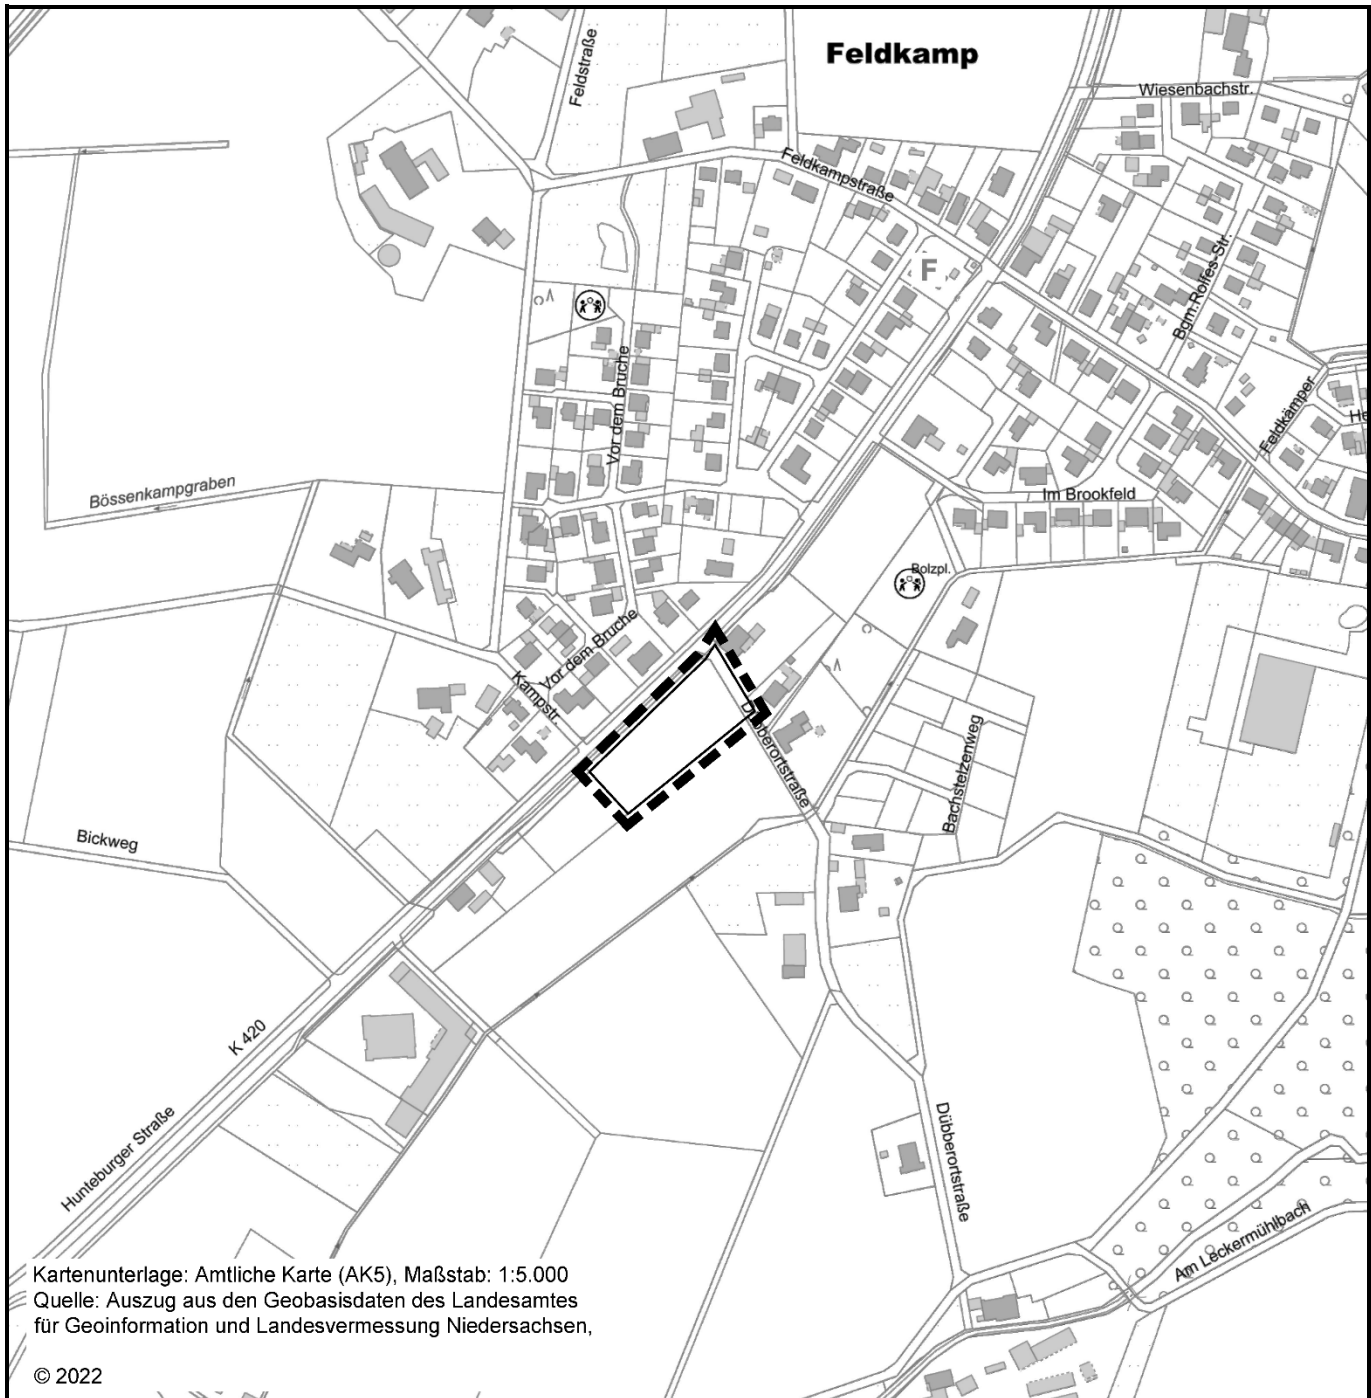 Feldkamp
Feldstraße
Wiesenbachstr.
Feldkampstraße
F
Bgm.Rolfes-Str.
Vor dem Bruche
Feldkämper
He
Bössenkampgraben
Im Brookfeld
Bolzpl.
Vor dem Bruche
Kampstr.
Dübberortstraße
Bachstelzenweg
Bickweg
K 420
Hunteburger Straße
Dübberortstraße
Am Leckermühlbach
Kartenunterlage: Amtliche Karte (AK5), Maßstab: 1:5.000
Quelle: Auszug aus den Geobasisdaten des Landesamtes
für Geoinformation und Landesvermessung Niedersachsen,
© 2022